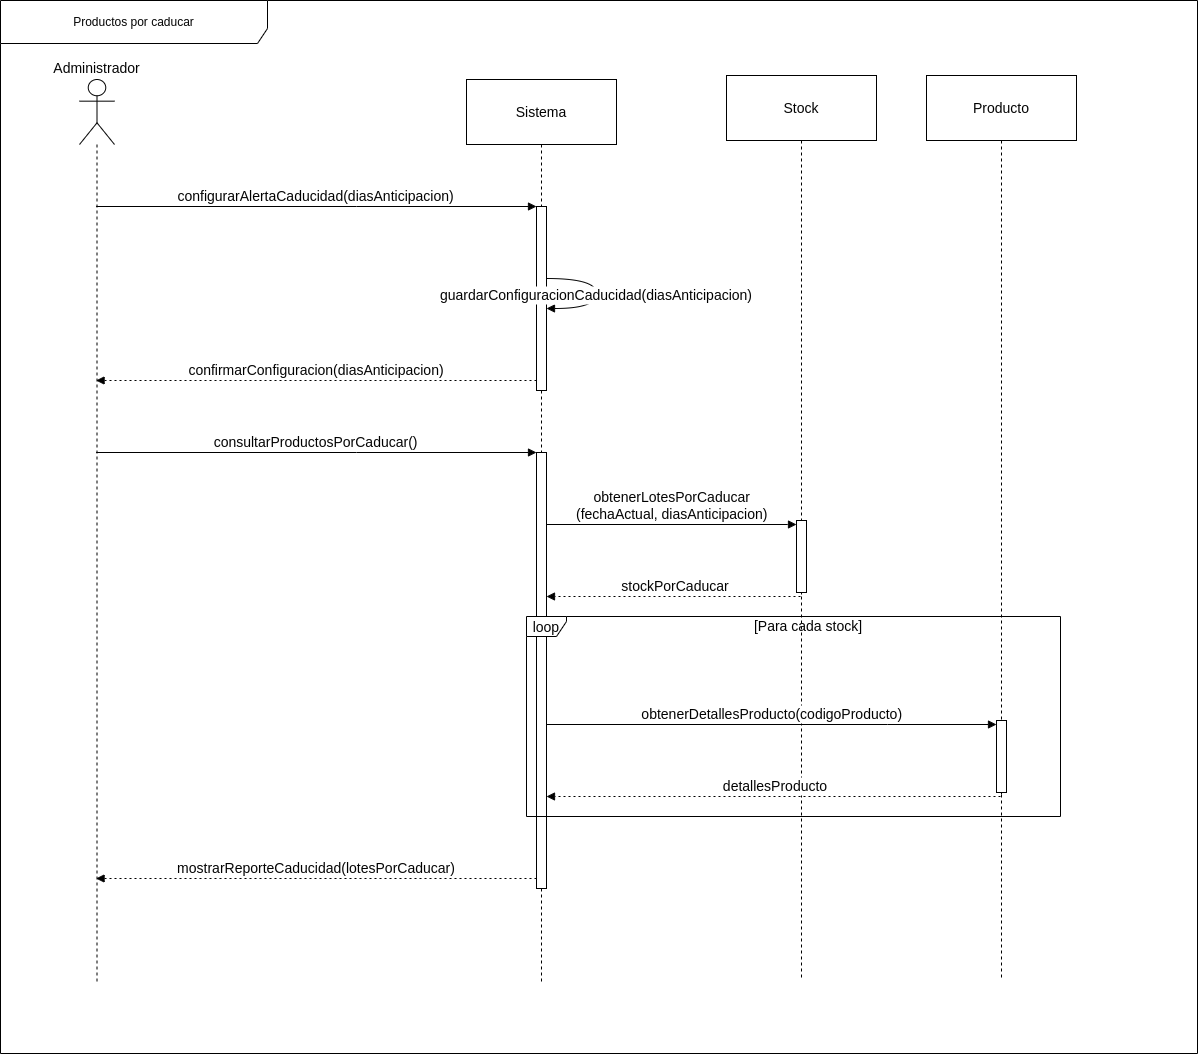 Productos por caducar
Administrador
Sistema
Stock
Producto
configurarAlertaCaducidad(diasAnticipacion)
guardarConfiguracionCaducidad(diasAnticipacion)
confirmarConfiguracion(diasAnticipacion)
consultarProductosPorCaducar()
obtenerLotesPorCaducar
(fechaActual, diasAnticipacion)
stockPorCaducar
loop
[Para cada stock]
obtenerDetallesProducto(codigoProducto)
detallesProducto
mostrarReporteCaducidad(lotesPorCaducar)